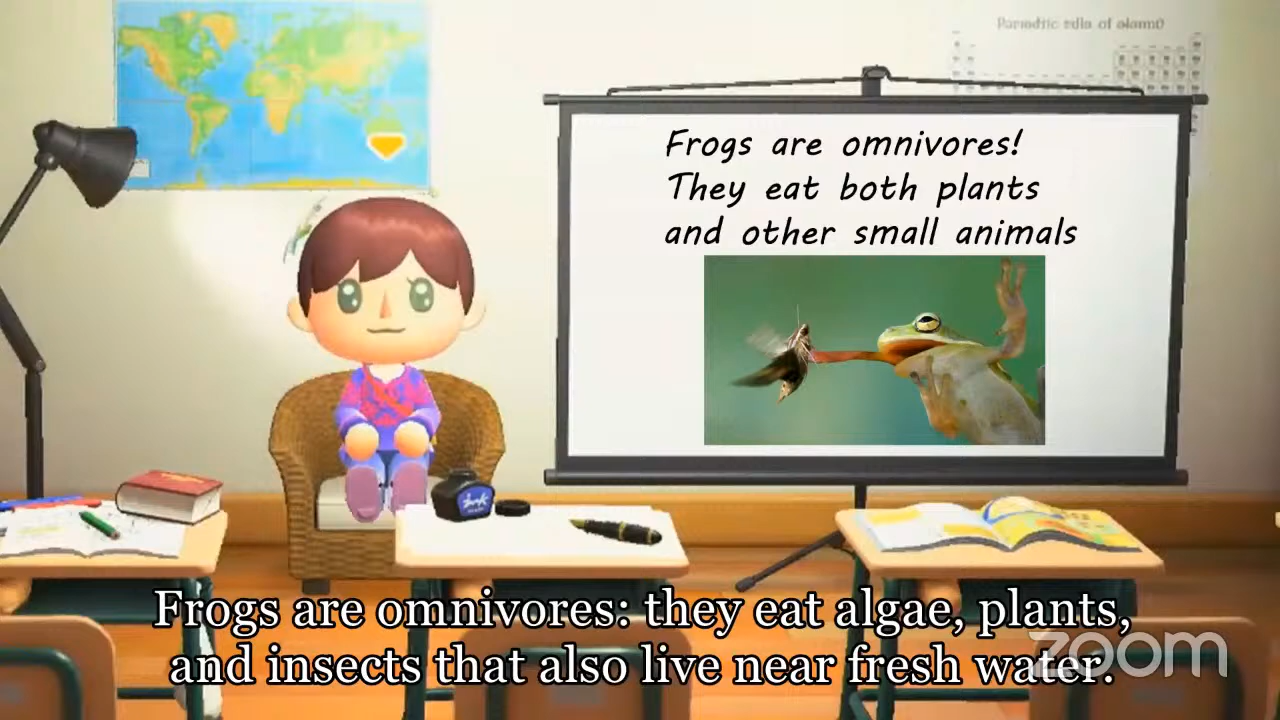 Frogs are omnivores!
They eat both plants
and other small animals
ink
Frogs are omnivores: they eat algae, plants,
and insects that also live near fresh water.
zoom